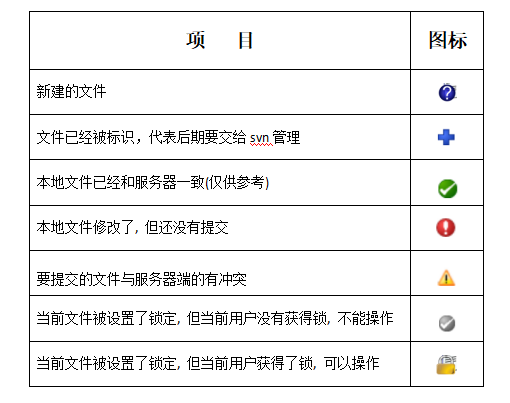 项 目 图标
新建的文件
文件已经被标识，代表后期要交给 svn 管理
本地文件已经和服务器一致(仅供参考)
本地文件修改了, 但还没有提交
要提交的文件与服务器端的有冲突
当前文件被设置了锁定, 但当前用户没有获得锁, 不能操作
当前文件被设置了锁定, 但当前用户获得了锁, 可以操作